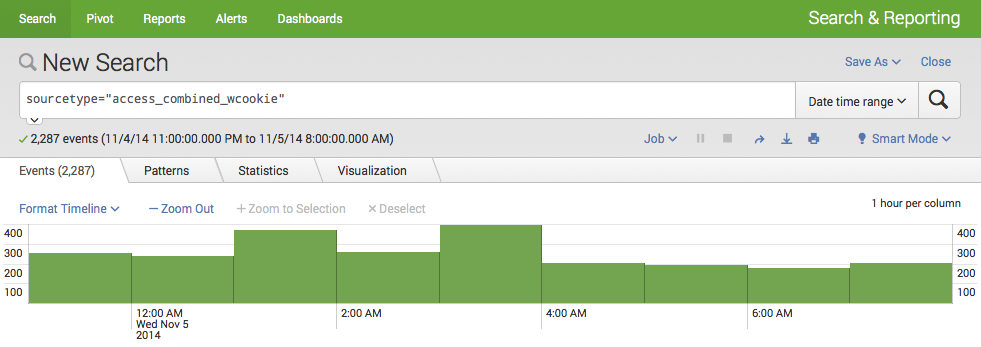 Search Pivot Reports Alerts Dashboards Search & Reporting
New Search Save As Close
sourcetype="access_combined_wcookie" Date time range
2,287 events (11/4/14 11:00:00.000 PM to 11/5/14 8:00:00.000 AM) Job Smart Mode
Events (2,287) Patterns Statistics Visualization
Format Timeline — Zoom Out + Zoom to Selection × Deselect 1 hour per column
400 400
300 300
200 200
100 100
12:00 AM 2:00 AM 4:00 AM 6:00 AM
Wed Nov 5
2014